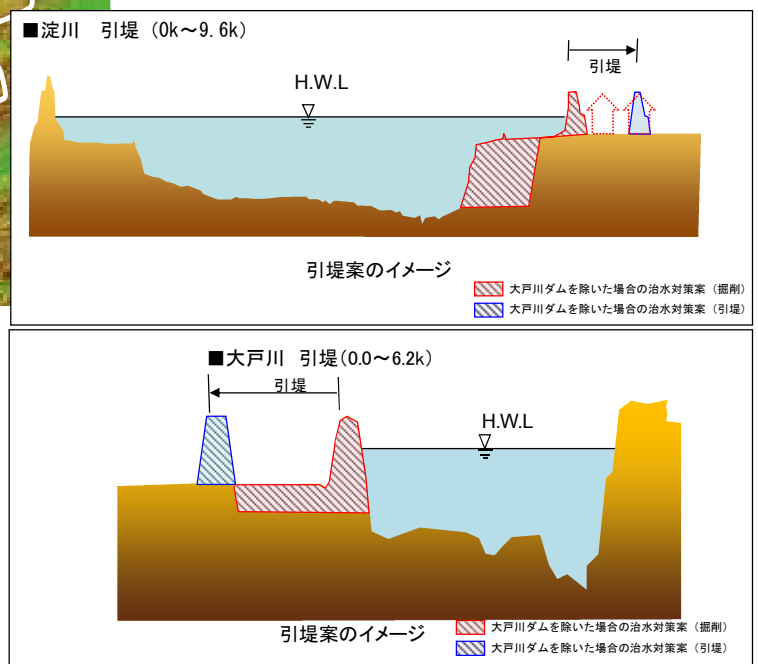 ■淀川　引堤（0k～9.6k）
引堤
H.W.L
引堤案のイメージ
大戸川ダムを除いた場合の治水対策案（掘削）
大戸川ダムを除いた場合の治水対策案（引堤）
■大戸川　引堤(0.0～6.2k)
引堤
H.W.L
引堤案のイメージ
大戸川ダムを除いた場合の治水対策案（掘削）
大戸川ダムを除いた場合の治水対策案（引堤）